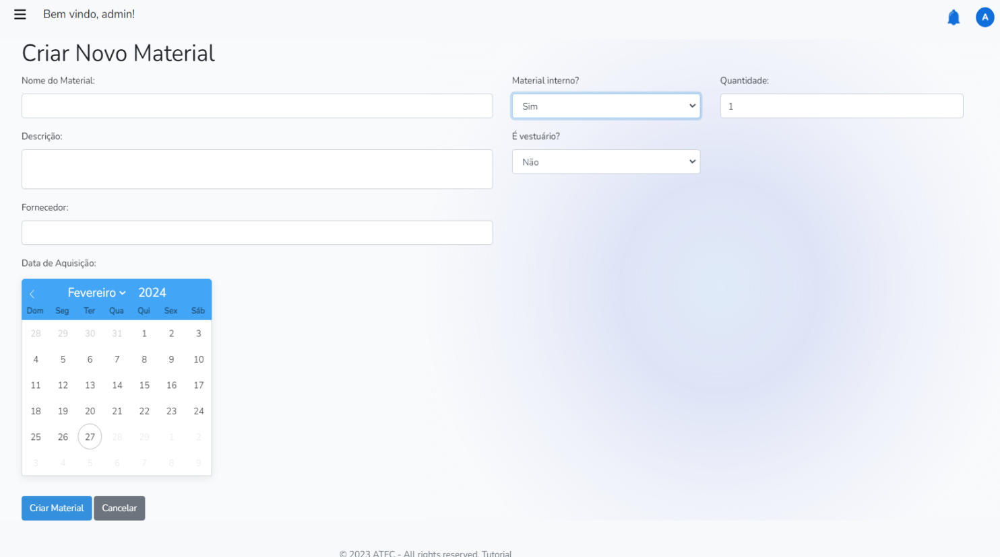 Bem vindo, admin!
A
Criar Novo Material
Nome do Material:
Material interno?
Quantidade:
Sim
1
Descrição:
É vestuário?
Não
Fornecedor:
Data de Aquisição:
Fevereiro 2024
Dom Seg Ter Qua Qui Sex Sáb
28 29 30 31 1 2 3
4 5 6 7 8 9 10
11 12 13 14 15 16 17
18 19 20 21 22 23 24
25 26 27 28 29 1 2
3 4 5 6 7 8 9
Criar Material Cancelar
© 2023 ATEC - All rights reserved. Tutorial